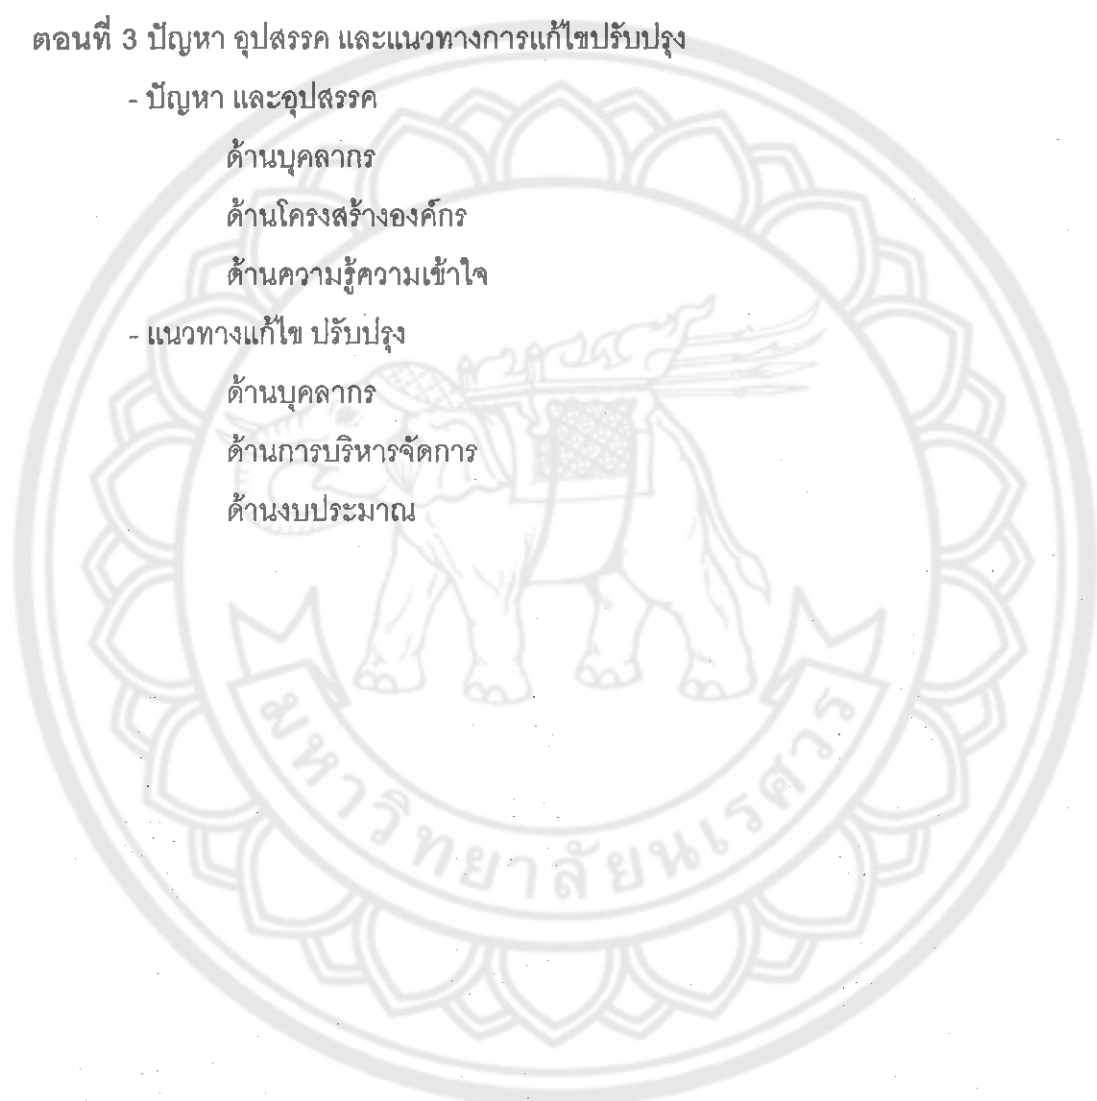 ตอนที่ 3 ปัญหา อุปสรรค และแนวทางการแก้ไขปรับปรุง
- ปัญหา และอุปสรรค
ด้านบุคลากร
ด้านโครงสร้างองค์กร
ด้านความรู้ความเข้าใจ
- แนวทางแก้ไข ปรับปรุง
ด้านบุคลากร
ด้านการบริหารจัดการ
ด้านงบประมาณ
มหาวิทยาลัยนเรศวร